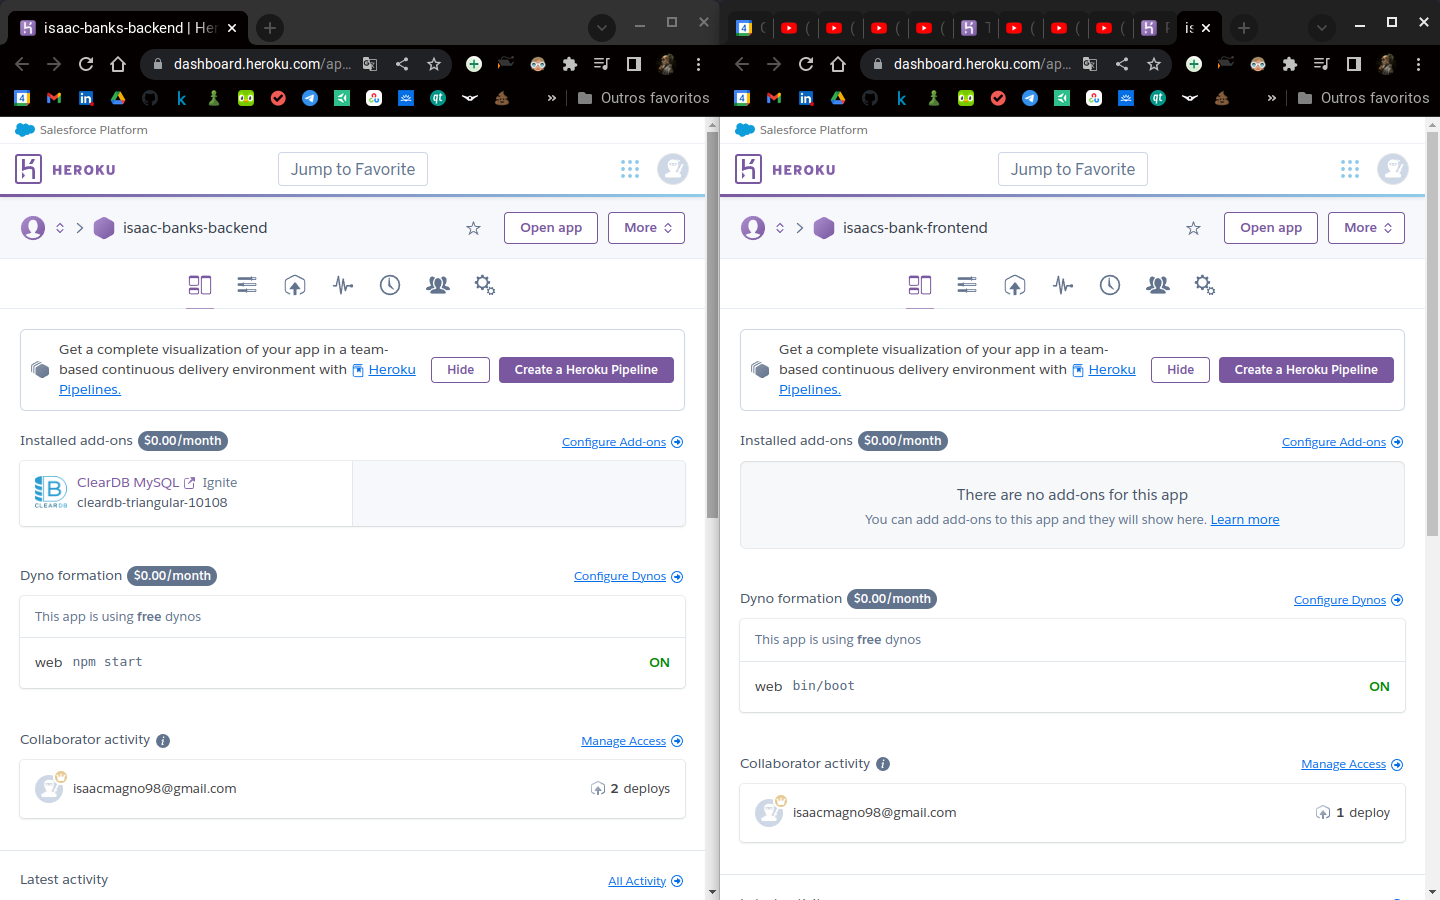 isaac-banks-backend | Her
dashboard.heroku.com/ap...
Outros favoritos
Salesforce Platform
HEROKU
Jump to Favorite
isaac-banks-backend
Open app
More
Get a complete visualization of your app in a team-
based continuous delivery environment with Heroku
Pipelines.
Hide
Create a Heroku Pipeline
Installed add-ons $0.00/month
Configure Add-ons
ClearDB MySQL Ignite
cleardb-triangular-10108
Dyno formation $0.00/month
Configure Dynos
This app is using free dynos
web npm start ON
Collaborator activity
Manage Access
isaacmagno98@gmail.com
2 deploys
Latest activity
All Activity
dashboard.heroku.com/ap...
Outros favoritos
Salesforce Platform
HEROKU
Jump to Favorite
isaacs-bank-frontend
Open app
More
Get a complete visualization of your app in a team-
based continuous delivery environment with Heroku
Pipelines.
Hide
Create a Heroku Pipeline
Installed add-ons $0.00/month
Configure Add-ons
There are no add-ons for this app
You can add add-ons to this app and they will show here. Learn more
Dyno formation $0.00/month
Configure Dynos
This app is using free dynos
web bin/boot ON
Collaborator activity
Manage Access
isaacmagno98@gmail.com
1 deploy